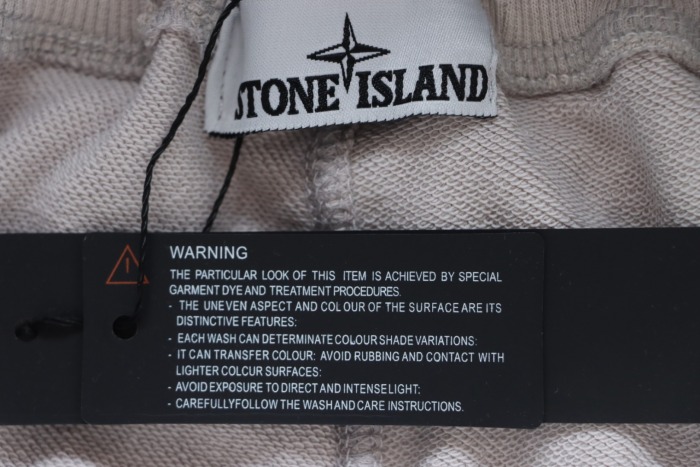 STONE ISLAND
WARNING
THE PARTICULAR LOOK OF THIS ITEM IS ACHIEVED BY SPECIAL
GARMENT DYE AND TREATMENT PROCEDURES.
- THE UNEVEN ASPECT AND COLOUR OF THE SURFACE ARE ITS
DISTINCTIVE FEATURES:
- EACH WASH CAN DETERMINATE COLOUR SHADE VARIATIONS:
- IT CAN TRANSFER COLOUR: AVOID RUBBING AND CONTACT WITH
LIGHTER COLCUR SURFACES:
- AVOID EXPOSURE TO DIRECT AND INTENSELIGHT:
- CAREFULLYFOLLOW THE WASHAND CARE INSTRUCTIONS.